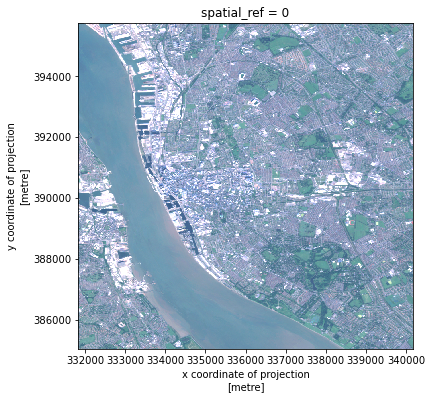 spatial_ref = 0
394000
392000
390000
388000
386000
y coordinate of projection
[metre]
332000 333000 334000 335000 336000 337000 338000 339000 340000
x coordinate of projection
[metre]